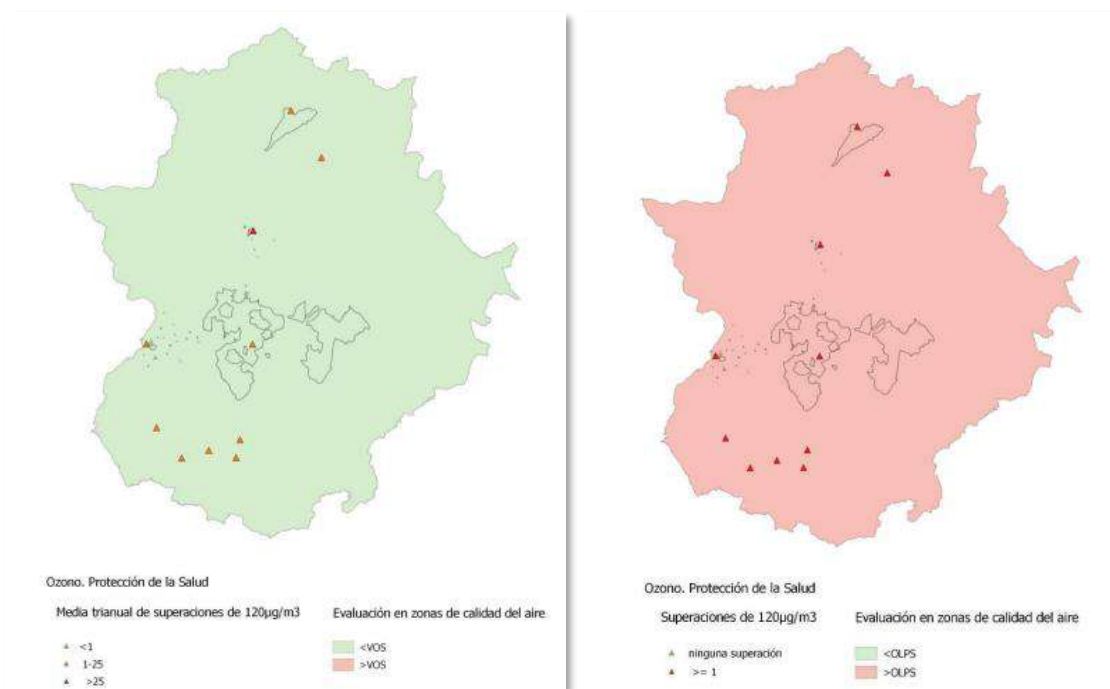 Ozono. Protección de la Salud
Media trianual de superaciones de 120µg/m3
<1
1-25
>25
Evaluación en zonas de calidad del aire
<VOS
>VOS
Ozono. Protección de la Salud
Superaciones de 120µg/m3
ninguna superación
>= 1
Evaluación en zonas de calidad del aire
<OLPS
>OLPS